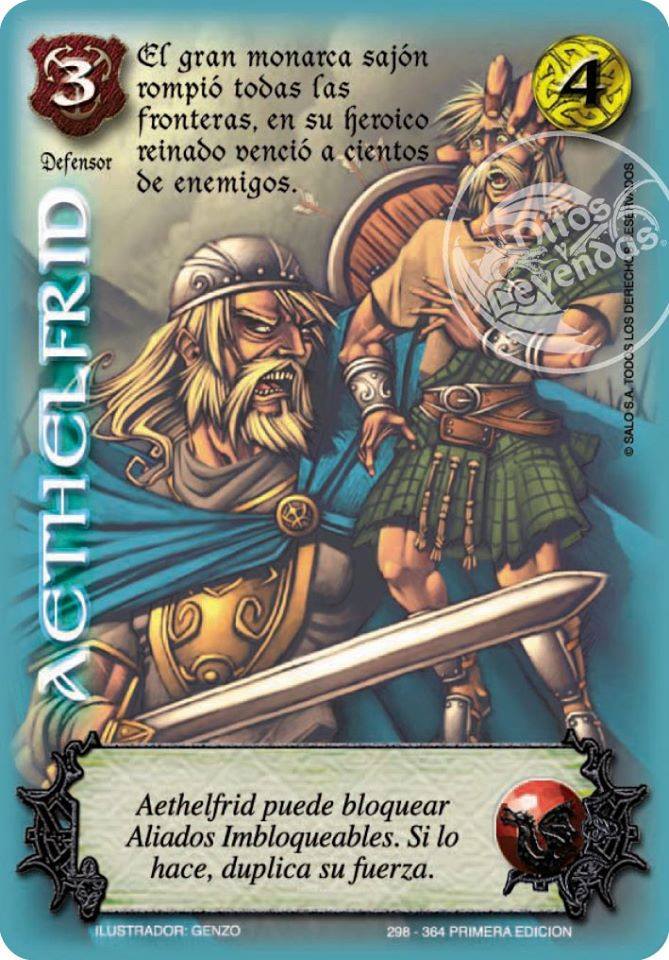 3
El gran monarca sajón
rompió todas las
fronteras, en su heroico
reinado venció a cientos
de enemigos.
4
Defensor
AETHELFRID
Mitos
y
Leyendas
© SALO S.A. TODOS LOS DERECHOS RESERVADOS
Aethelfrid puede bloquear
Aliados Imbloqueables. Si lo
hace, duplica su fuerza.
ILUSTRADOR: GENZO
298 - 364 PRIMERA EDICION